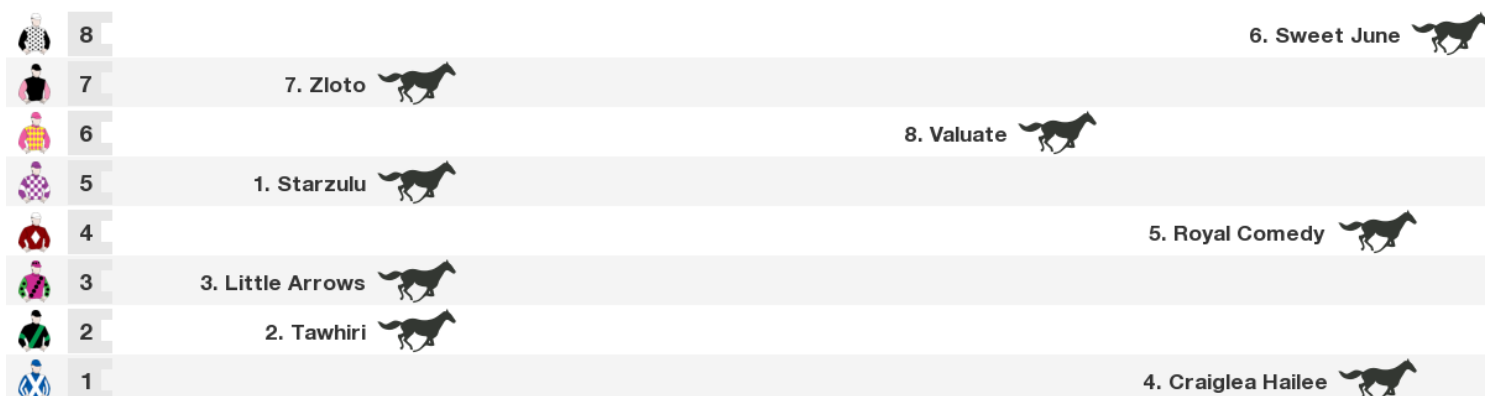 8 6. Sweet June
7 7. Zloto
6 8. Valuate
5 1. Starzulu
4 5. Royal Comedy
3 3. Little Arrows
2 2. Tawhiri
1 4. Craiglea Hailee